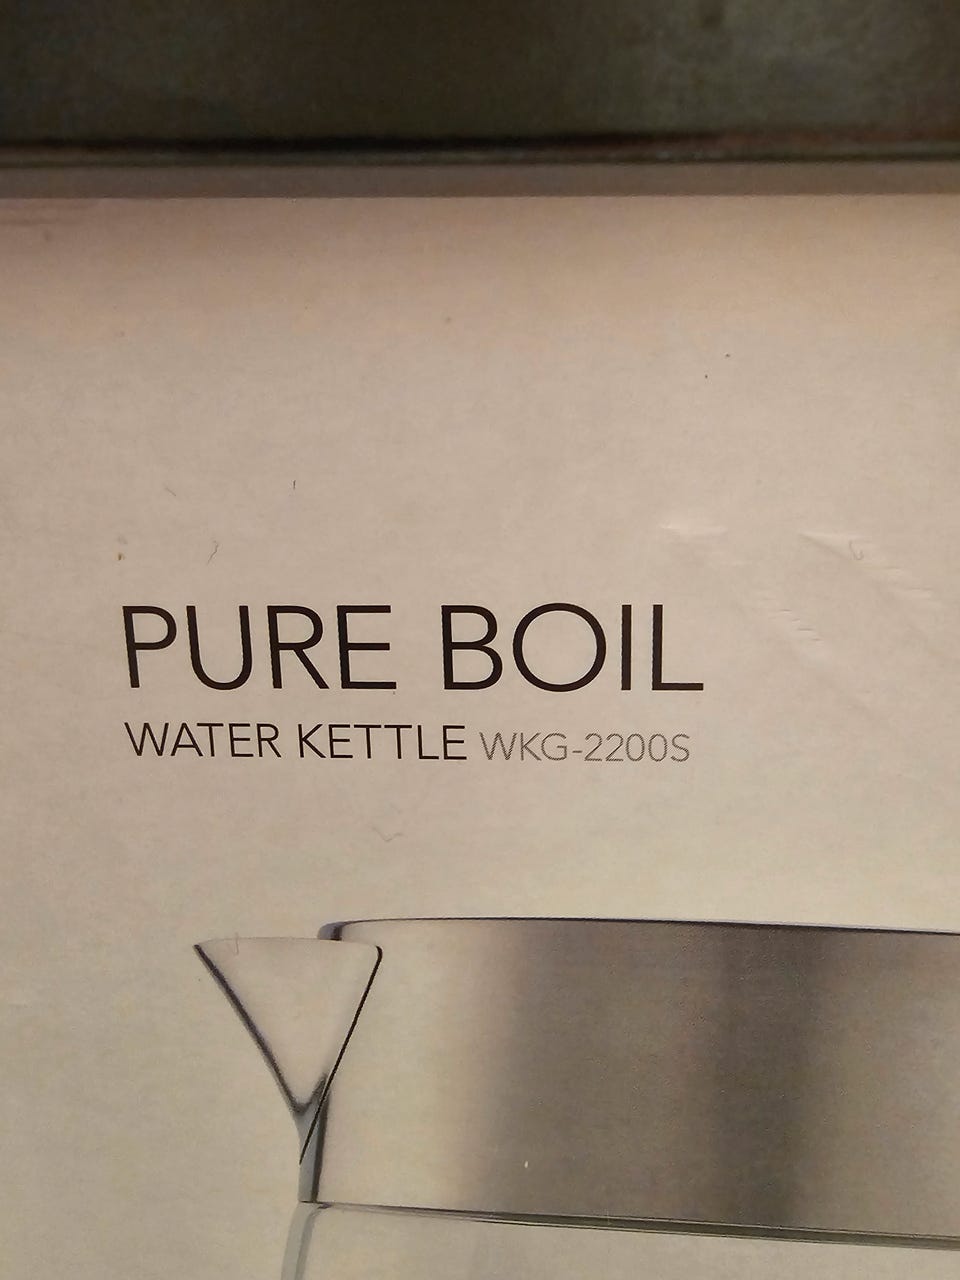 PURE BOIL
WATER KETTLE WKG-2200S